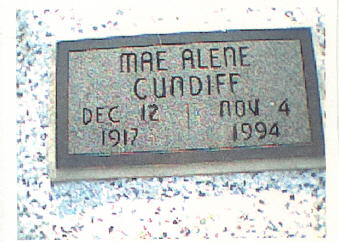 MAE ALENE
CUNDIFF
DEC 12 NOV 4
1917 1994